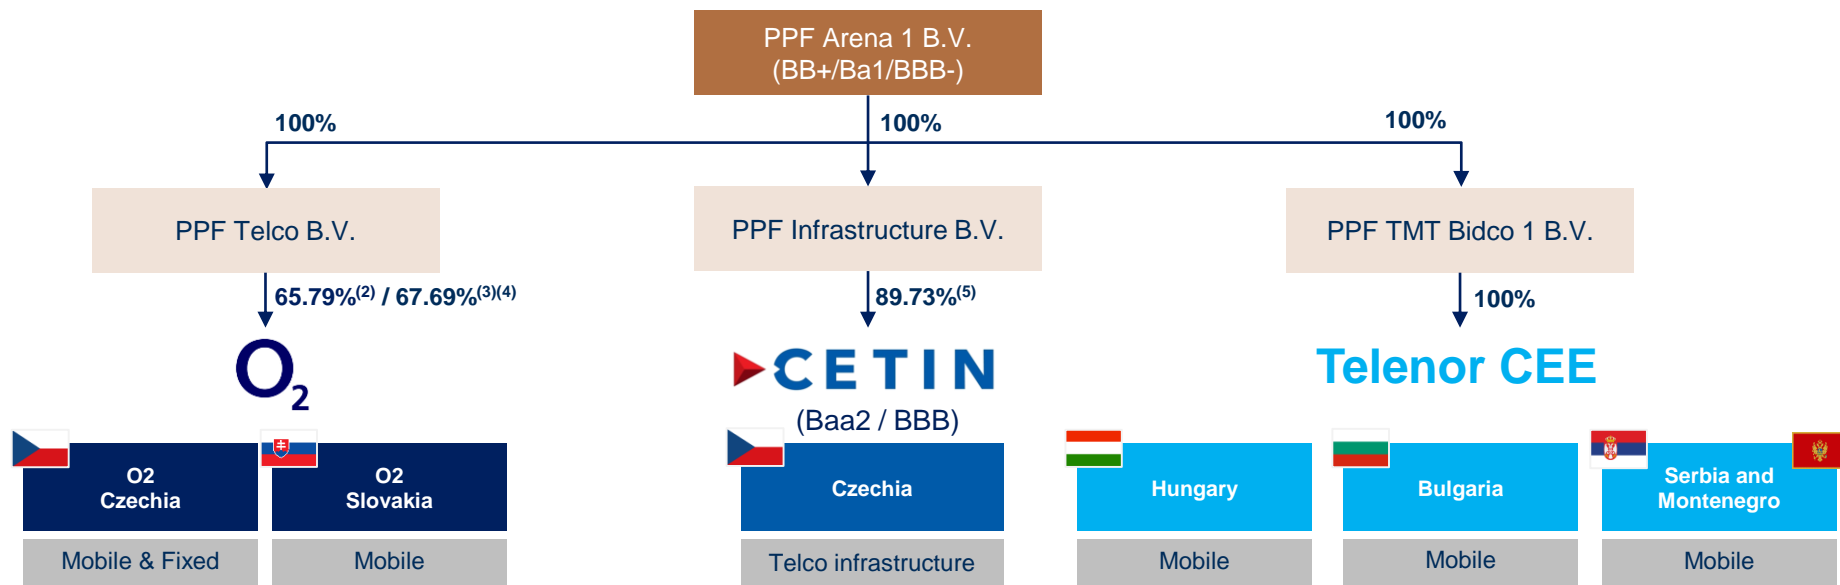 PPF Arena 1 B.V.
(BB+/Ba1/BBB-)
100%
100%
100%
PPF Telco B.V.
PPF Infrastructure B.V.
PPF TMT Bidco 1 B.V.
65.79%(2) / 67.69%(3)(4)
89.73%(5)
100%
O2
CETIN
Telenor CEE
(Baa2 / BBB)
O2
Czechia
O2
Slovakia
Czechia
Hungary
Bulgaria
Serbia and
Montenegro
Mobile & Fixed
Mobile
Telco infrastructure
Mobile
Mobile
Mobile